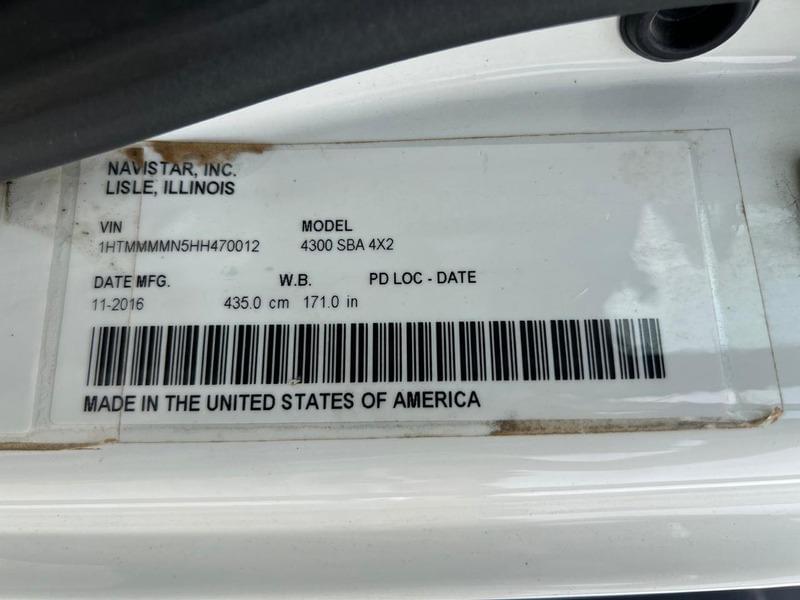 NAVISTAR, INC.
LISLE, ILLINOIS
VIN MODEL
1HTMMMMN5HH470012 4300 SBA 4X2
DATE MFG. W.B. PD LOC - DATE
11-2016 435.0 cm 171.0 in
MADE IN THE UNITED STATES OF AMERICA